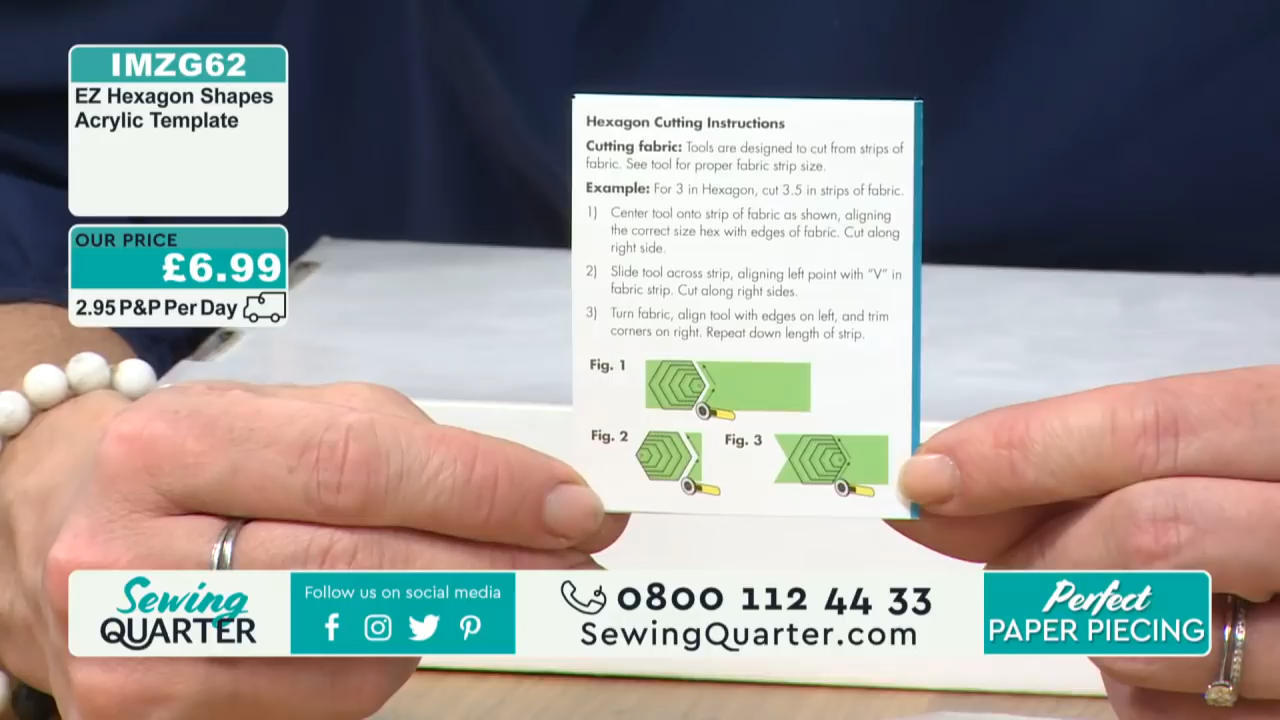 IMZG62
EZ Hexagon Shapes
Acrylic Template
OUR PRICE
£6.99
2.95 P&P Per Day
Hexagon Cutting Instructions
Cutting fabric: Tools are designed to cut from strips of
fabric. See tool for proper fabric strip size.
Example: For 3 in Hexagon, cut 3.5 in strips of fabric.
1) Center tool onto strip of fabric as shown, aligning
the correct size hex with edges of fabric. Cut along
right side.
2) Slide tool across strip, aligning left point with “V” in
fabric strip. Cut along right sides.
3) Turn fabric, align tool with edges on left, and trim
corners on right. Repeat down length of strip.
Fig. 1
Fig. 2
Fig. 3
Sewing
QUARTER
Follow us on social media
0800 112 44 33
SewingQuarter.com
Perfect
PAPER PIECING